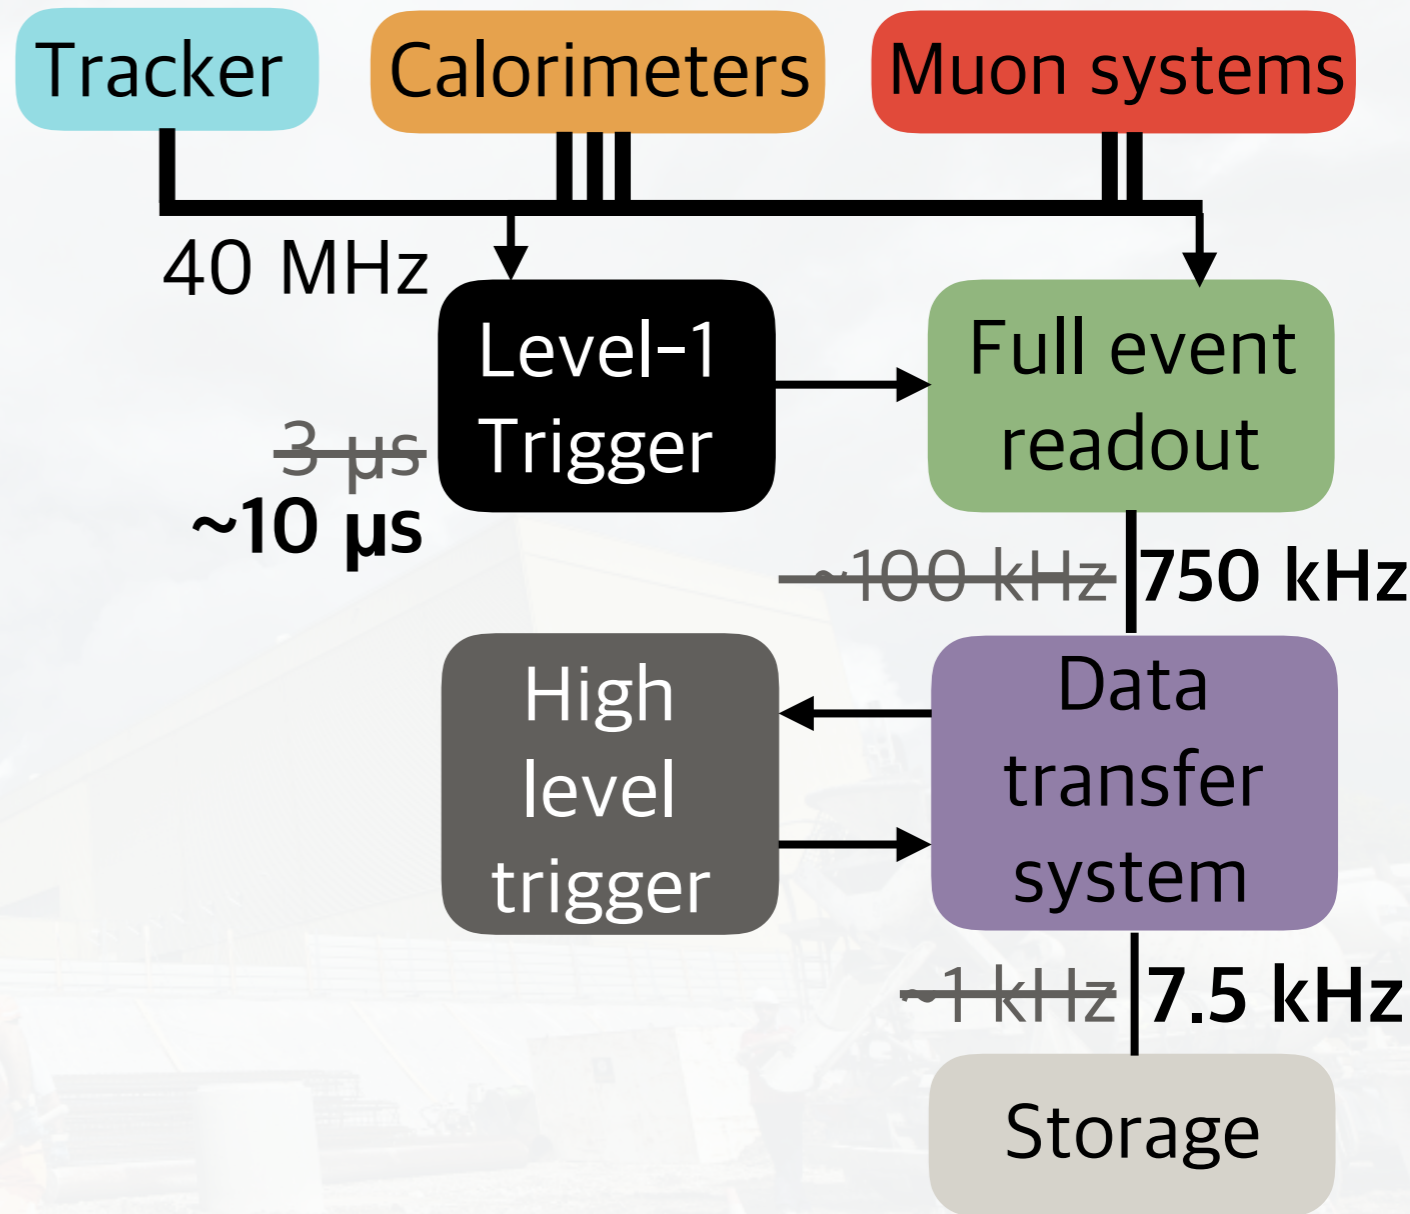 Tracker
Calorimeters
Muon systems
40 MHz
Level-1
Trigger
Full event
readout
3 µs
~10 µs
~100 kHz
750 kHz
High
level
trigger
Data
transfer
system
~1 kHz
7.5 kHz
Storage